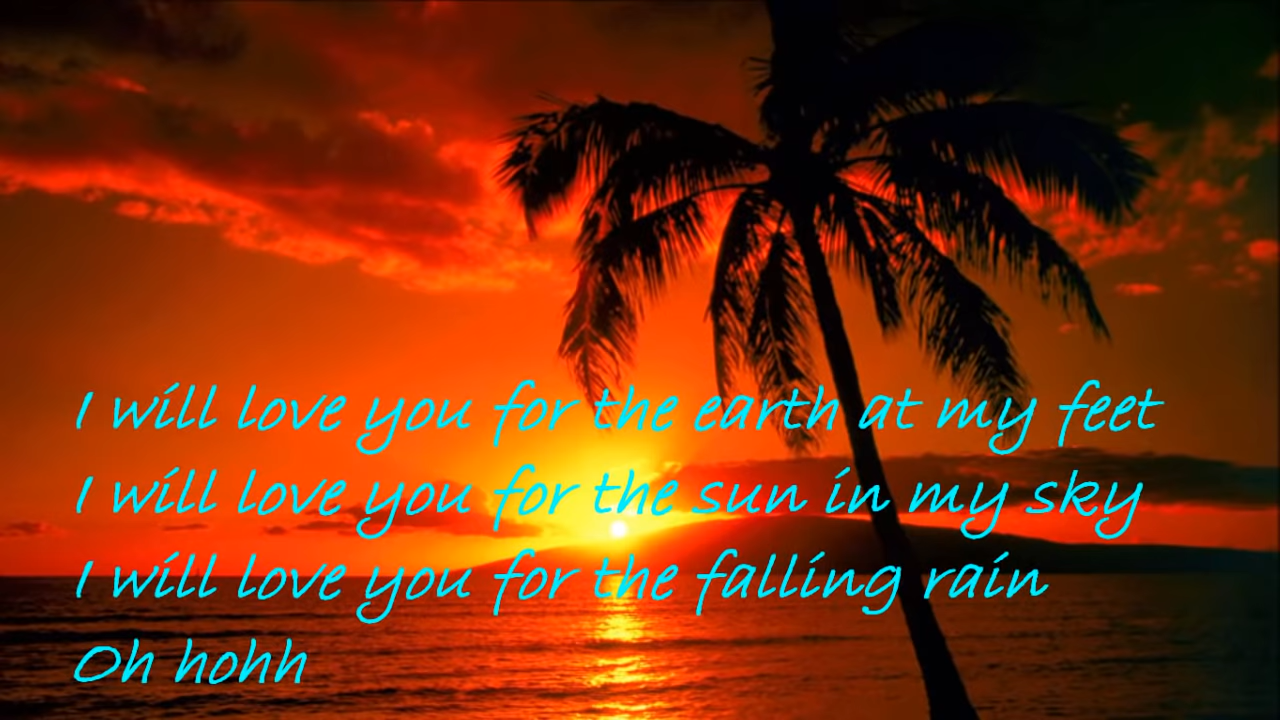 I will love you for the earth at my feet
I will love you for the sun in my sky
I will love you for the falling rain
Oh hohh